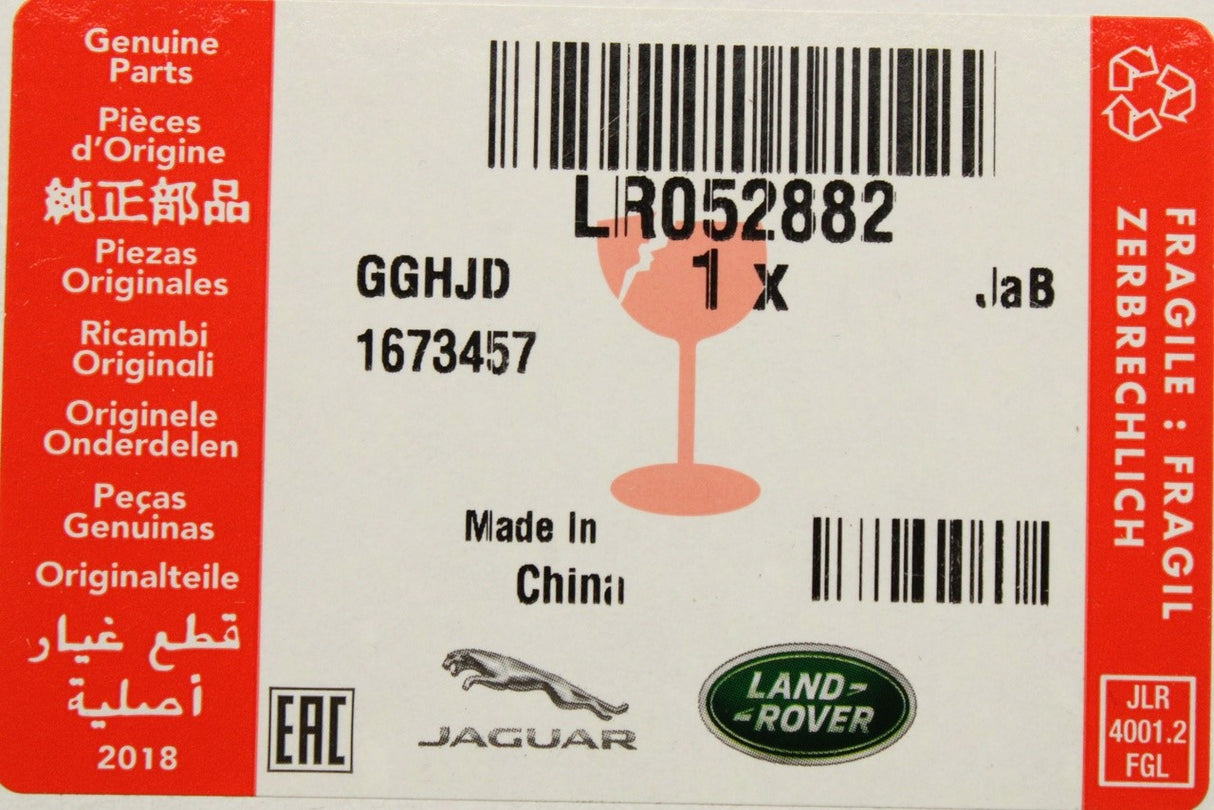 Genuine
Parts
Pièces
d'Origine
純正部品
Piezas
Originales
Ricambi
Originali
Originele
Onderdelen
Peças
Genuinas
Originalteile
قطع غيار
أصلية
2018
LR052882
GGHJD
1 x
JaB
1673457
Made In
China
EAC
JAGUAR
LAND-
-ROVER
FRAGILE : FRAGIL
ZERBRECHLICH
JLR
4001.2
FGL